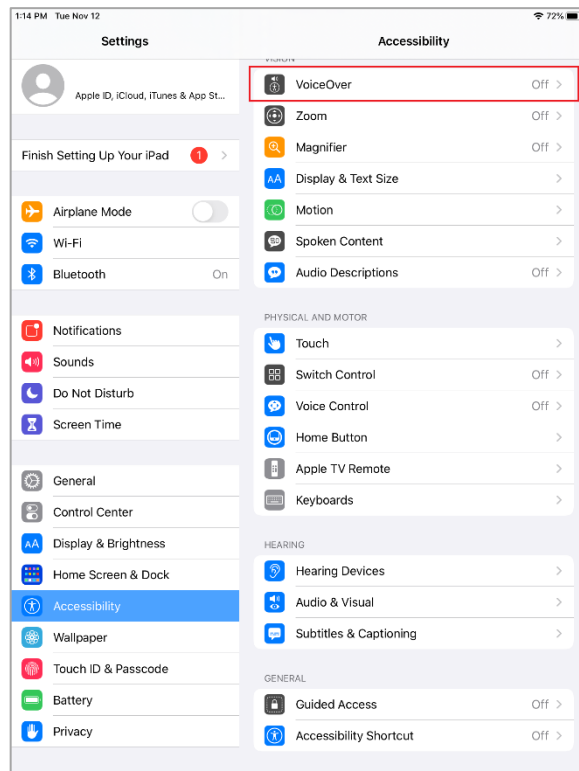 1:14 PM Tue Nov 12
72%
Settings
Apple ID, iCloud, iTunes & App St...
Finish Setting Up Your iPad 1
Airplane Mode
Wi-Fi
Bluetooth On
Notifications
Sounds
Do Not Disturb
Screen Time
General
Control Center
AA Display & Brightness
Home Screen & Dock
Accessibility
Wallpaper
Touch ID & Passcode
Battery
Privacy
Accessibility
VISION
VoiceOver Off
Zoom Off
Magnifier Off
AA Display & Text Size
Motion
Spoken Content
Audio Descriptions Off
PHYSICAL AND MOTOR
Touch
Switch Control Off
Voice Control Off
Home Button
Apple TV Remote
Keyboards
HEARING
Hearing Devices
Audio & Visual
Subtitles & Captioning
GENERAL
Guided Access Off
Accessibility Shortcut Off